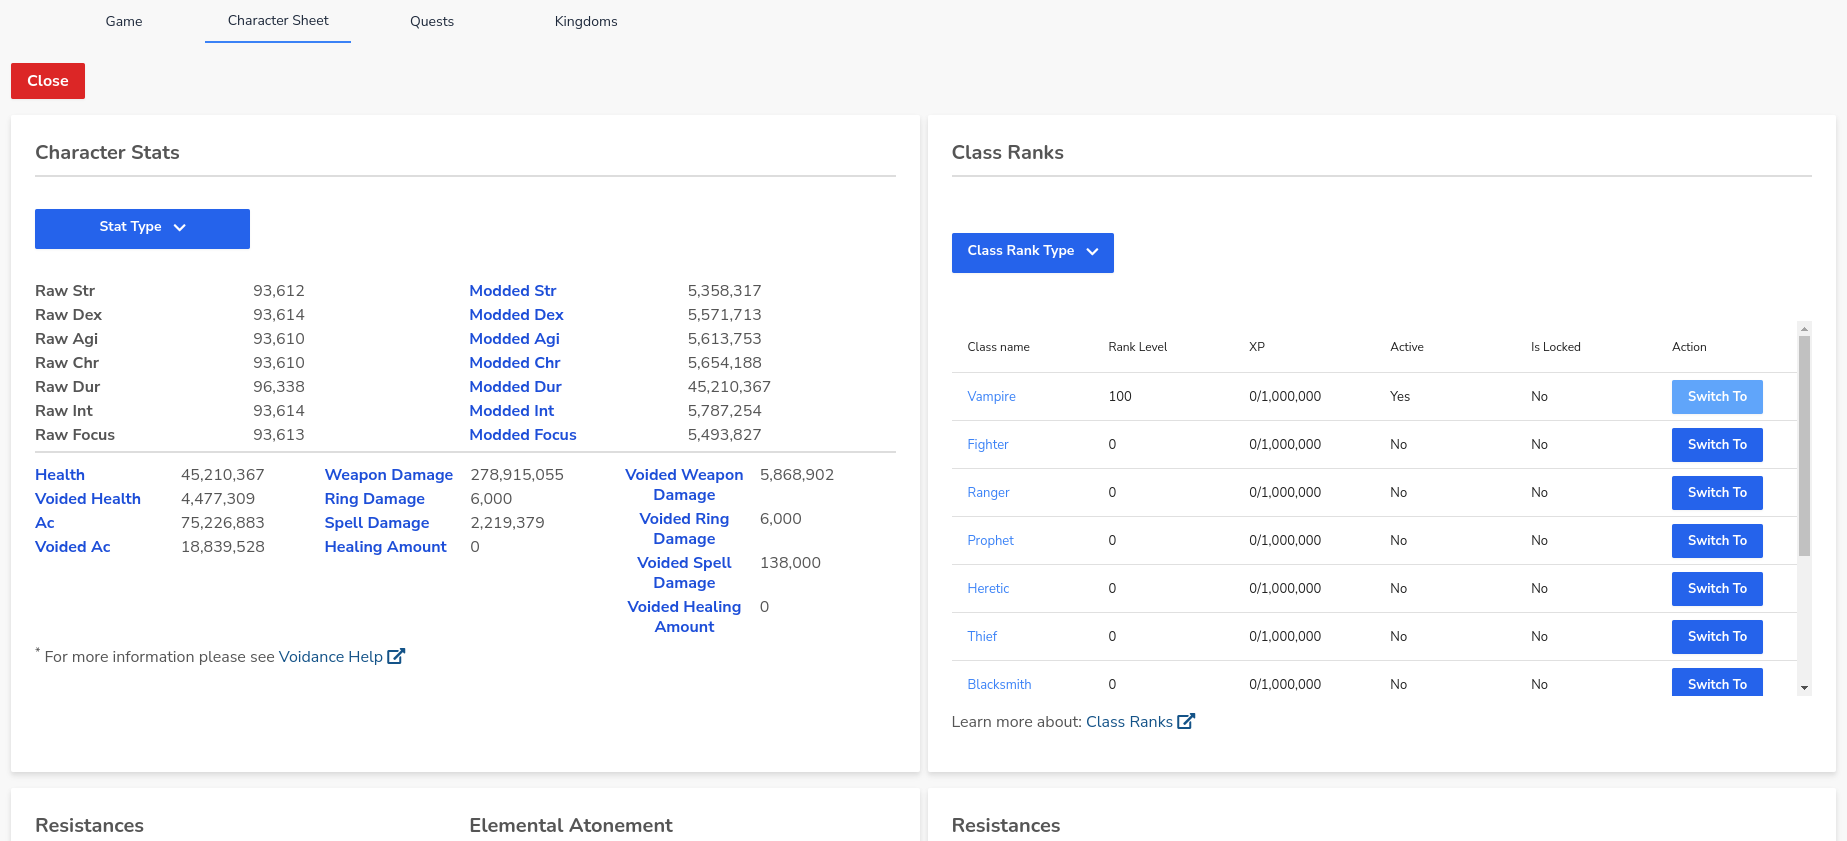 Game Character Sheet Quests Kingdoms
Close
Character Stats
Stat Type
Raw Str 93,612 Modded Str 5,358,317
Raw Dex 93,614 Modded Dex 5,571,713
Raw Agi 93,610 Modded Agi 5,613,753
Raw Chr 93,610 Modded Chr 5,654,188
Raw Dur 96,338 Modded Dur 45,210,367
Raw Int 93,614 Modded Int 5,787,254
Raw Focus 93,613 Modded Focus 5,493,827
Health 45,210,367
Voided Health 4,477,309
Ac 75,226,883
Voided Ac 18,839,528
Weapon Damage 278,915,055
Ring Damage 6,000
Spell Damage 2,219,379
Healing Amount 0
Voided Weapon 5,868,902
Damage
Voided Ring 6,000
Damage
Voided Spell 138,000
Damage
Voided Healing 0
Amount
* For more information please see Voidance Help
Class Ranks
Class Rank Type
Class name Rank Level XP Active Is Locked Action
Vampire 100 0/1,000,000 Yes No Switch To
Fighter 0 0/1,000,000 No No Switch To
Ranger 0 0/1,000,000 No No Switch To
Prophet 0 0/1,000,000 No No Switch To
Heretic 0 0/1,000,000 No No Switch To
Thief 0 0/1,000,000 No No Switch To
Blacksmith 0 0/1,000,000 No No Switch To
Learn more about: Class Ranks
Resistances Elemental Atonement
Resistances